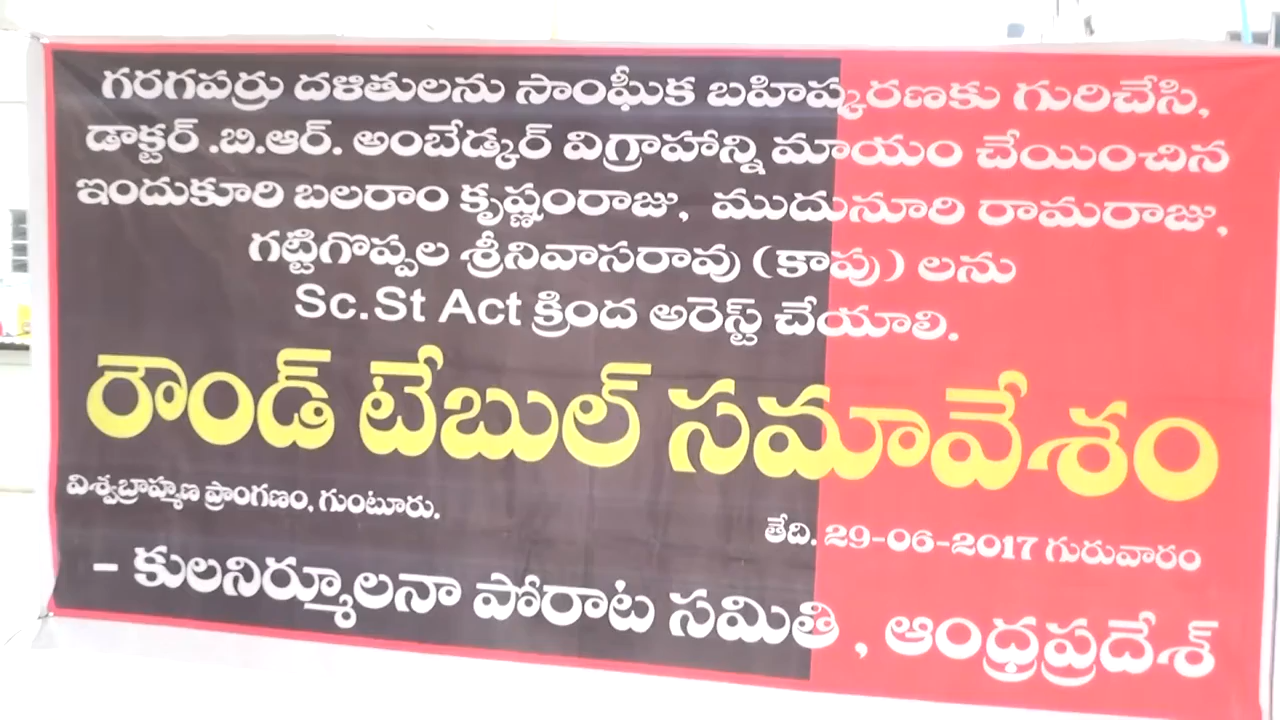 గరగపర్రు దళితులను సాంఘీక బహిష్కరణకు గురిచేసి,
డాక్టర్ .బి.ఆర్. అంబేడ్కర్ విగ్రాహాన్ని మాయం చేయించిన
ఇందుకూరి బలరాం కృష్ణంరాజు, ముదునూరి రామరాజు,
గట్టిగొప్పల శ్రీనివాసరావు (కాపు) లను
Sc.St Act క్రింద అరెస్ట్ చేయాలి.
రౌండ్ టేబుల్ సమావేశం
విశ్వబ్రాహ్మణ ప్రాంగణం, గుంటూరు.
తేది. 29-06-2017 గురువారం
- కులనిర్మూలనా పోరాట సమితి, ఆంధ్రప్రదేశ్